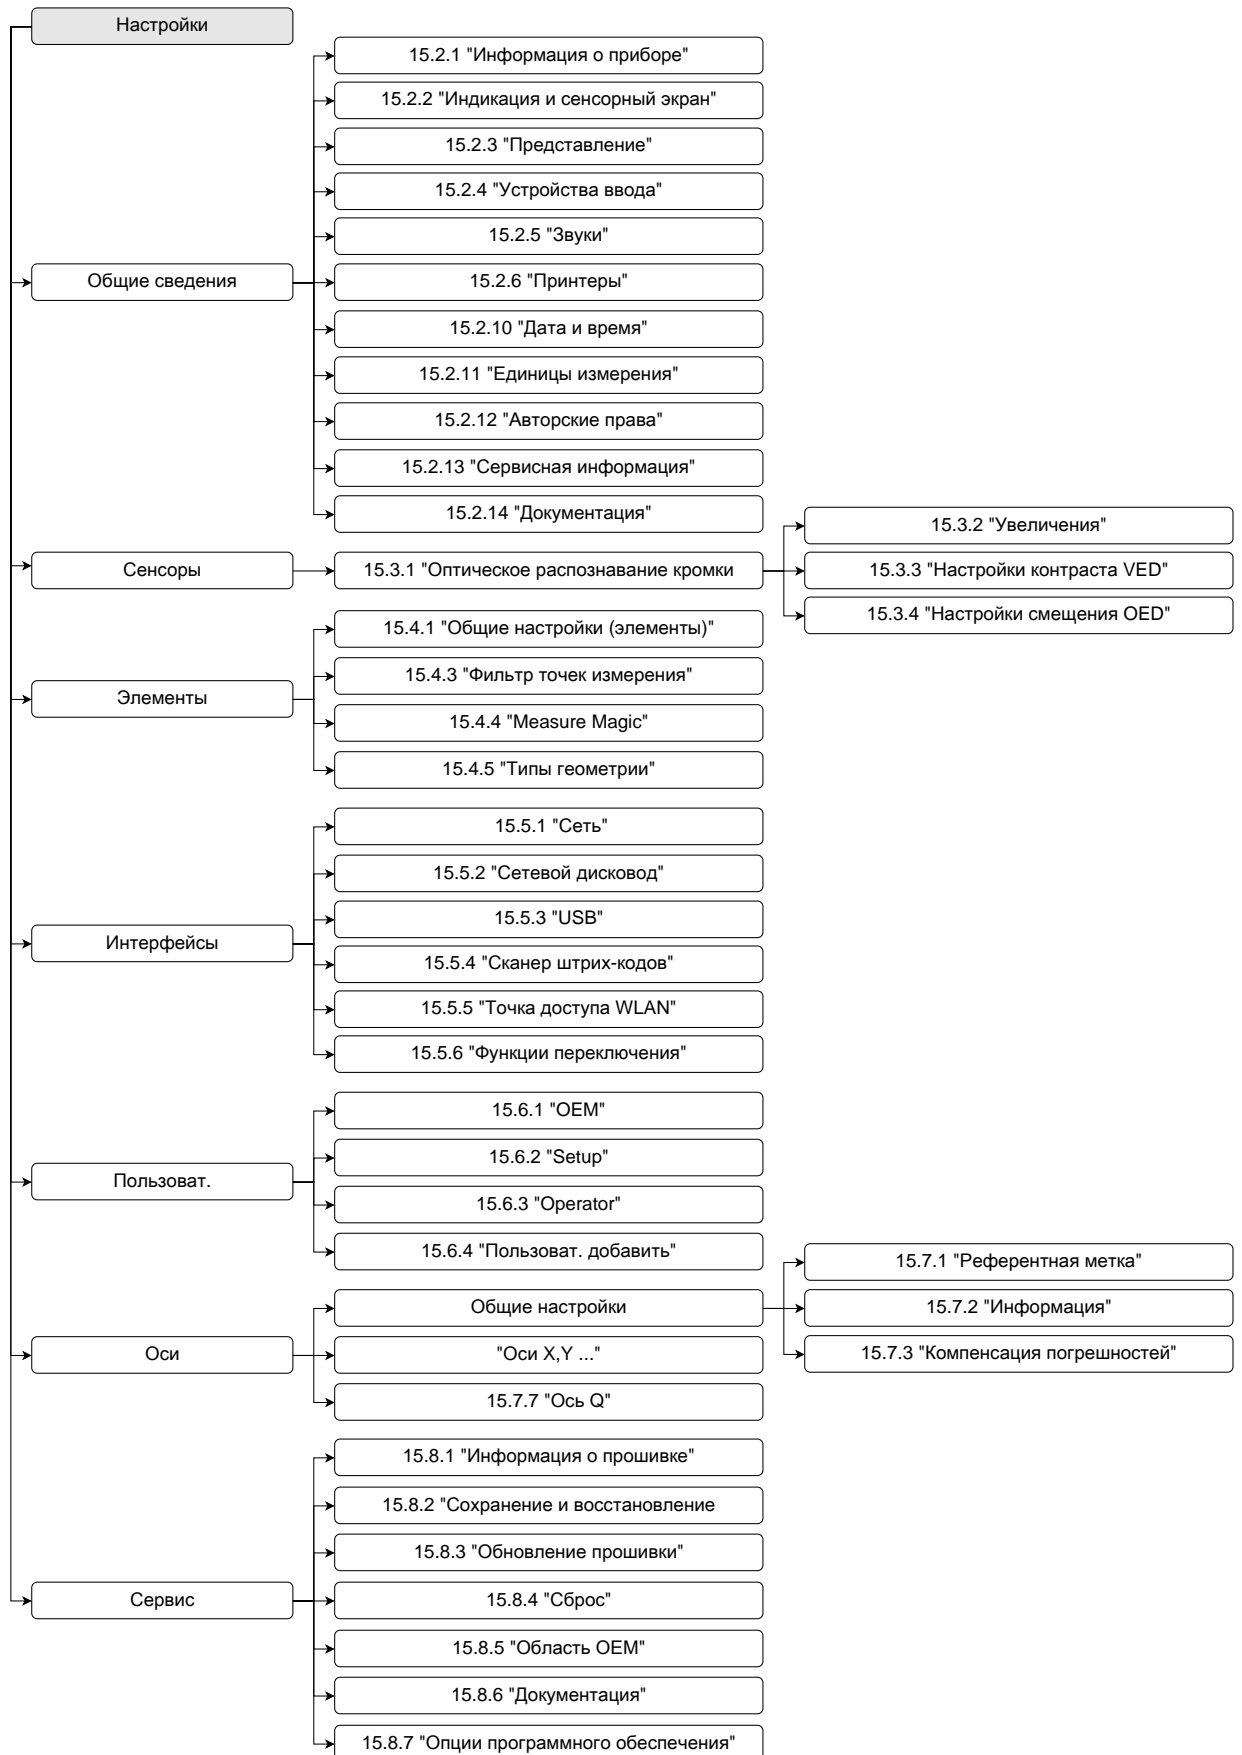 Настройки
15.2.1 "Информация о приборе"
15.2.2 "Индикация и сенсорный экран"
15.2.3 "Представление"
15.2.4 "Устройства ввода"
15.2.5 "Звуки"
Общие сведения
15.2.6 "Принтеры"
15.2.10 "Дата и время"
15.2.11 "Единицы измерения"
15.2.12 "Авторские права"
15.2.13 "Сервисная информация"
15.2.14 "Документация"
Сенсоры
15.3.1 "Оптическое распознавание кромки
15.3.2 "Увеличения"
15.3.3 "Настройки контраста VED"
15.3.4 "Настройки смещения OED"
Элементы
15.4.1 "Общие настройки (элементы)"
15.4.3 "Фильтр точек измерения"
15.4.4 "Measure Magic"
15.4.5 "Типы геометрии"
Интерфейсы
15.5.1 "Сеть"
15.5.2 "Сетевой дисковод"
15.5.3 "USB"
15.5.4 "Сканер штрих-кодов"
15.5.5 "Точка доступа WLAN"
15.5.6 "Функции переключения"
Пользоват.
15.6.1 "OEM"
15.6.2 "Setup"
15.6.3 "Operator"
15.6.4 "Пользоват. добавить"
Оси
Общие настройки
15.7.1 "Референтная метка"
15.7.2 "Информация"
15.7.3 "Компенсация погрешностей"
"Оси X,Y ..."
15.7.7 "Ось Q"
Сервис
15.8.1 "Информация о прошивке"
15.8.2 "Сохранение и восстановление
15.8.3 "Обновление прошивки"
15.8.4 "Сброс"
15.8.5 "Область OEM"
15.8.6 "Документация"
15.8.7 "Опции программного обеспечения"